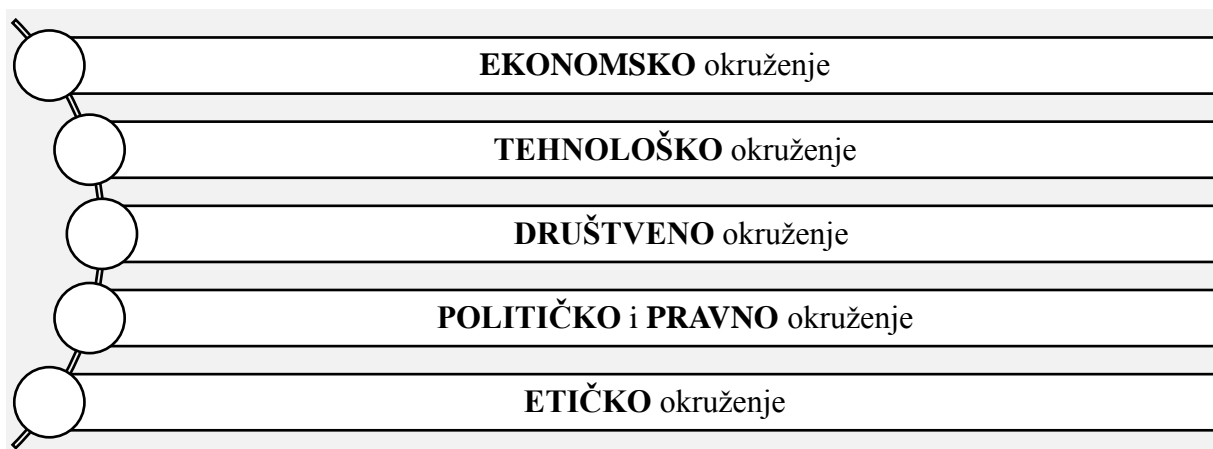 EKONOMSKO okruženje
TEHNOLOŠKO okruženje
DRUŠTVENO okruženje
POLITIČKO i PRAVNO okruženje
ETIČKO okruženje